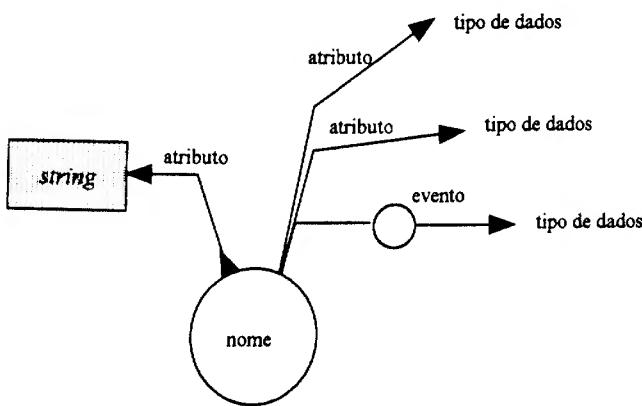 tipo de dados
atributo
atributo
tipo de dados
atributo
string
evento
tipo de dados
nome